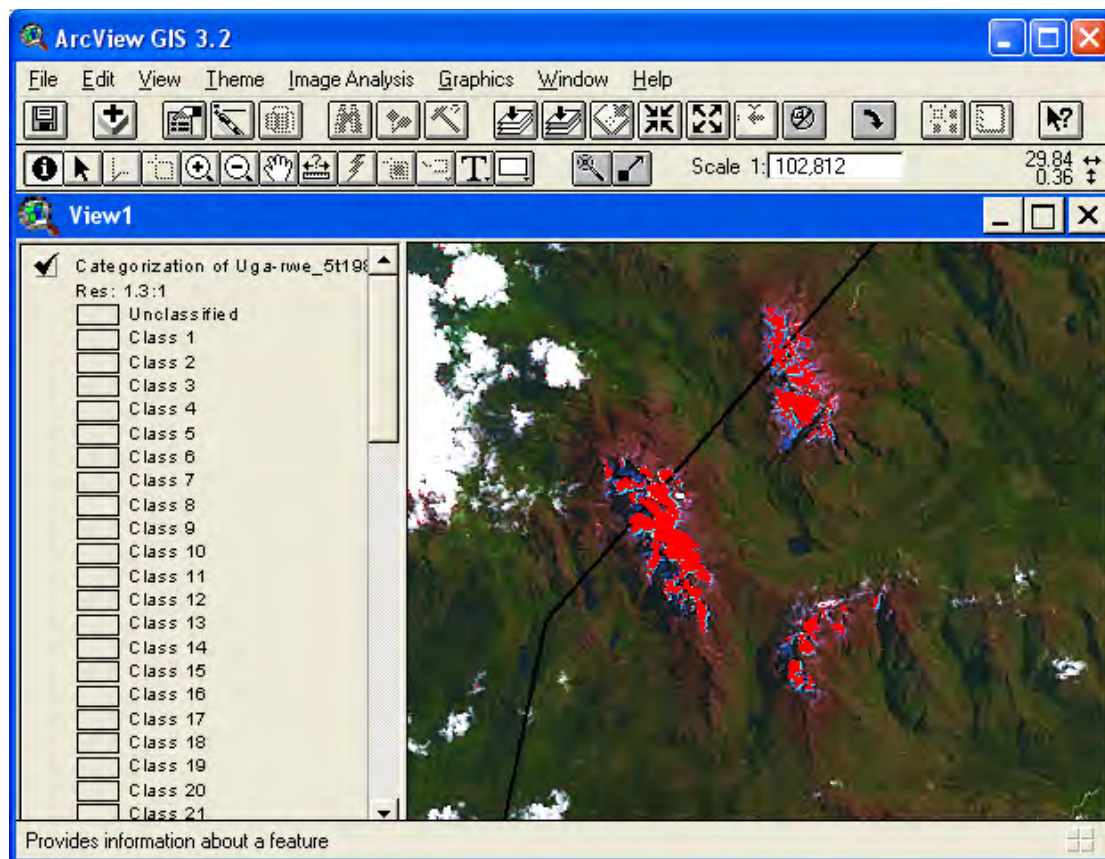 ArcView GIS 3.2
File Edit View Theme Image Analysis Graphics Window Help
Scale 1: 102,812 29.84
0.36
View1
Categorization of Uga-rwe_5t198
Res: 1.3:1
Unclassified
Class 1
Class 2
Class 3
Class 4
Class 5
Class 6
Class 7
Class 8
Class 9
Class 10
Class 11
Class 12
Class 13
Class 14
Class 15
Class 16
Class 17
Class 18
Class 19
Class 20
Class 21
Provides information about a feature